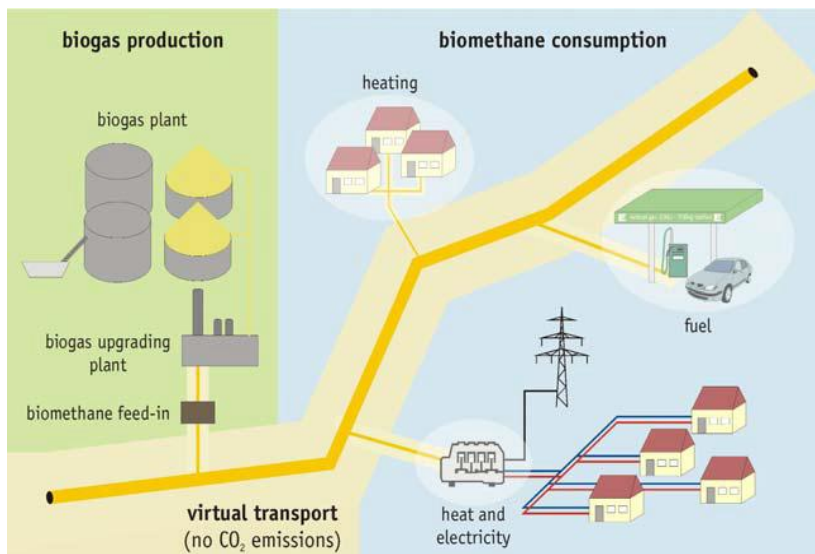 biogas production
biomethane consumption
biogas plant
heating
fuel
biogas upgrading
plant
biomethane feed-in
virtual transport
(no CO₂ emissions)
heat and
electricity